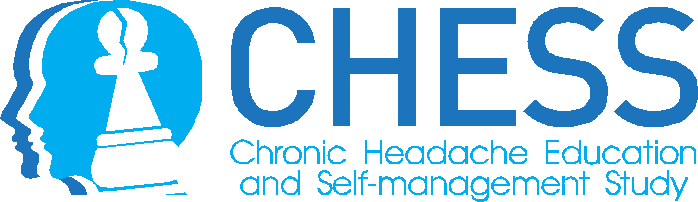 CHESS
Chronic Headache Education
and Self-management Study